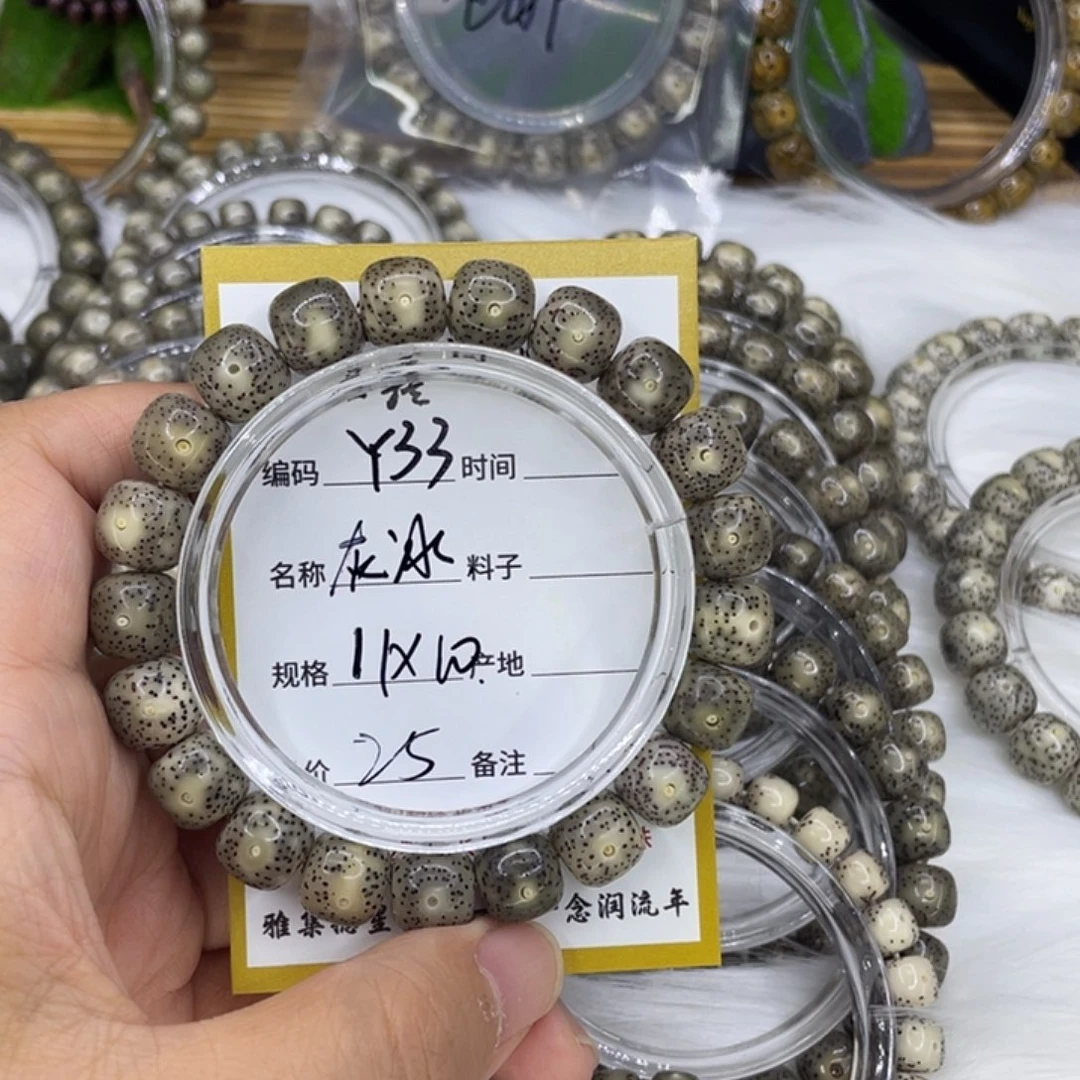 编码 Y33 时间
名称 灰冰 料子
规格 11X10 产地
价 25 备注
雅集 念润流年